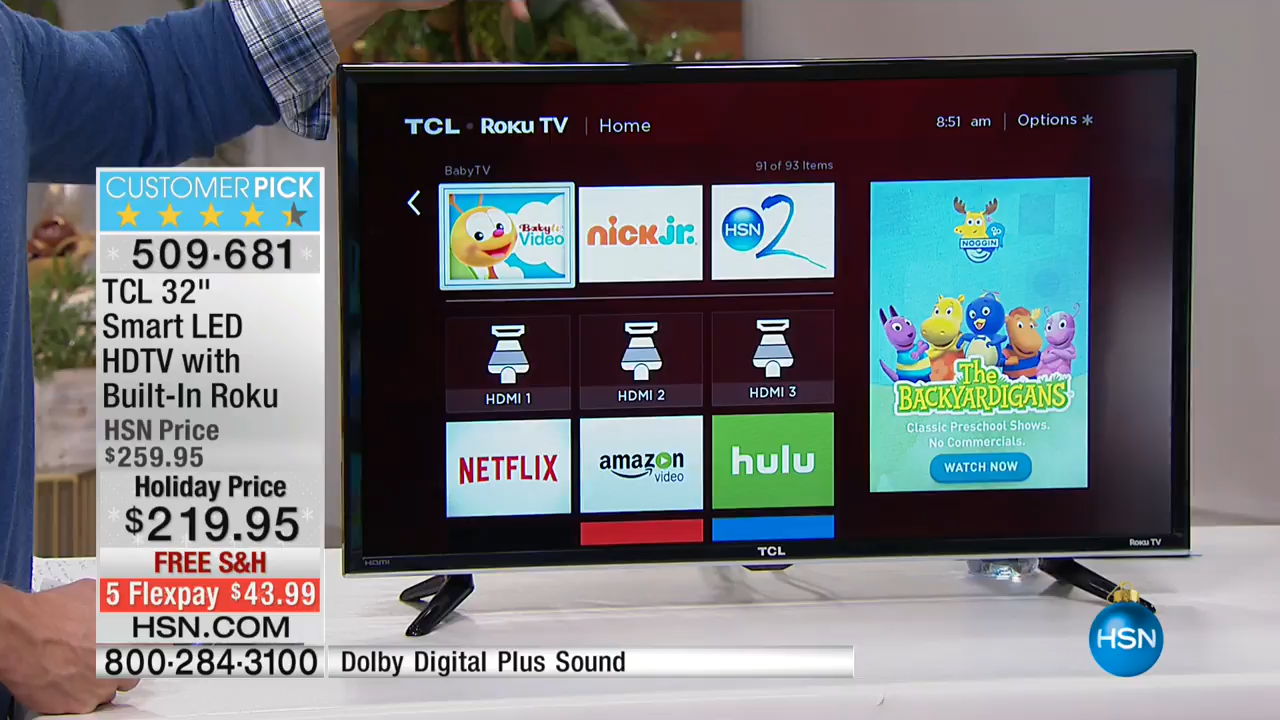 CUSTOMER PICK
509·681
TCL 32"
Smart LED
HDTV with
Built-In Roku
HSN Price
$259.95
Holiday Price
$219.95
FREE S&H
5 Flexpay $43.99
HSN.COM
800·284·3100
Dolby Digital Plus Sound
TCL • Roku TV | Home
8:51 am | Options *
BabyTV
91 of 93 Items
Baby tv
Video
nick jr.
HSN 2
NOGGIN
HDMI 1
HDMI 2
HDMI 3
The
BACKYARDIGANS
Classic Preschool Shows.
No Commercials.
WATCH NOW
NETFLIX
amazon
video
hulu
HDMI
TCL
Roku TV
HSN